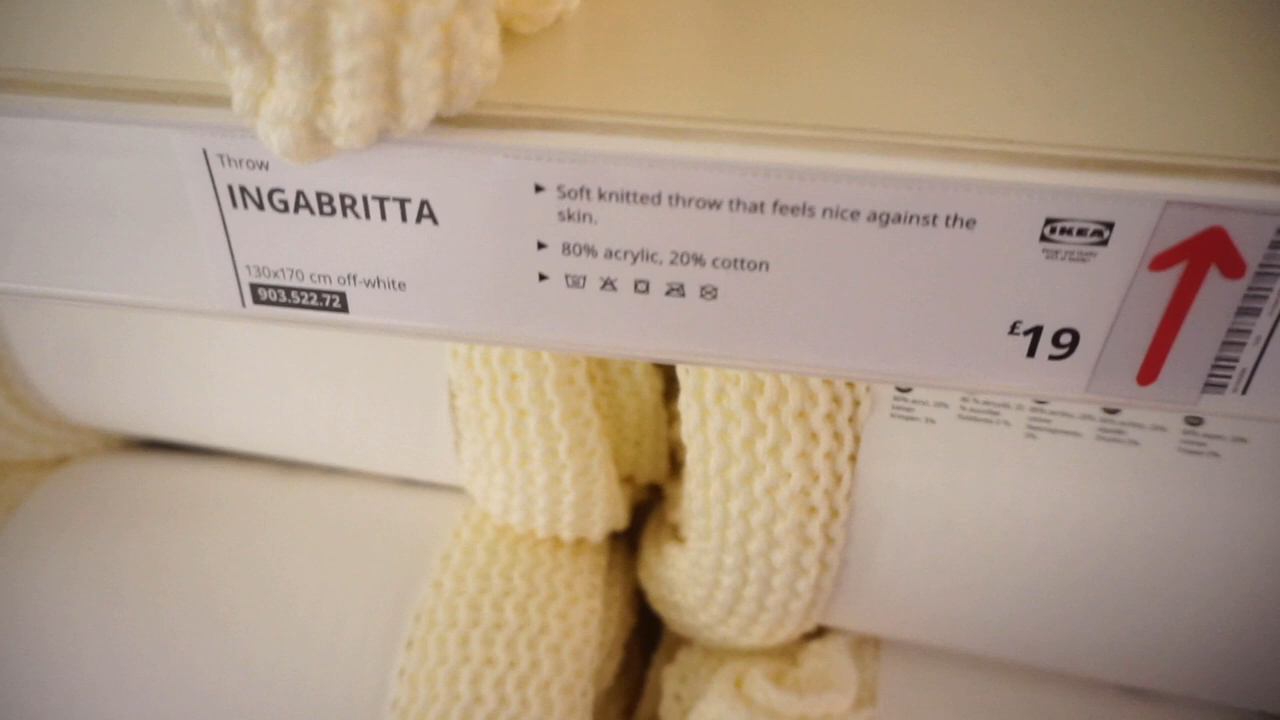 Throw
INGABRITTA
130x170 cm off-white
903.522.72
► Soft knitted throw that feels nice against the
skin.
► 80% acrylic, 20% cotton
►
IKEA
£19